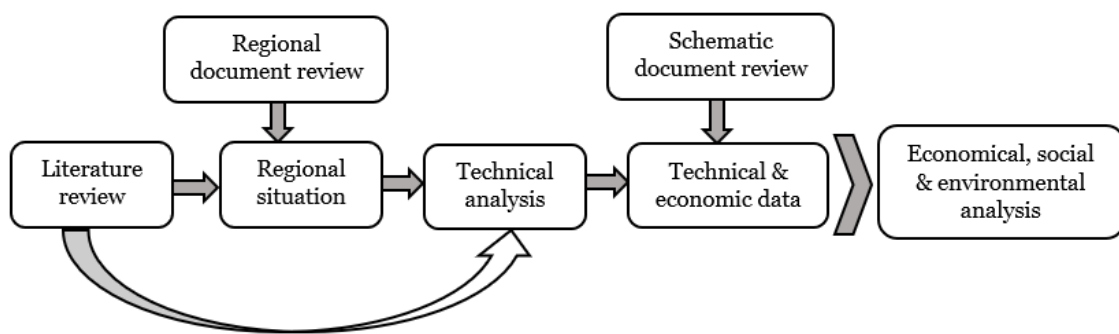 Regional
document review
Schematic
document review
Literature
review
Regional
situation
Technical
analysis
Technical &
economic data
Economical, social
& environmental
analysis